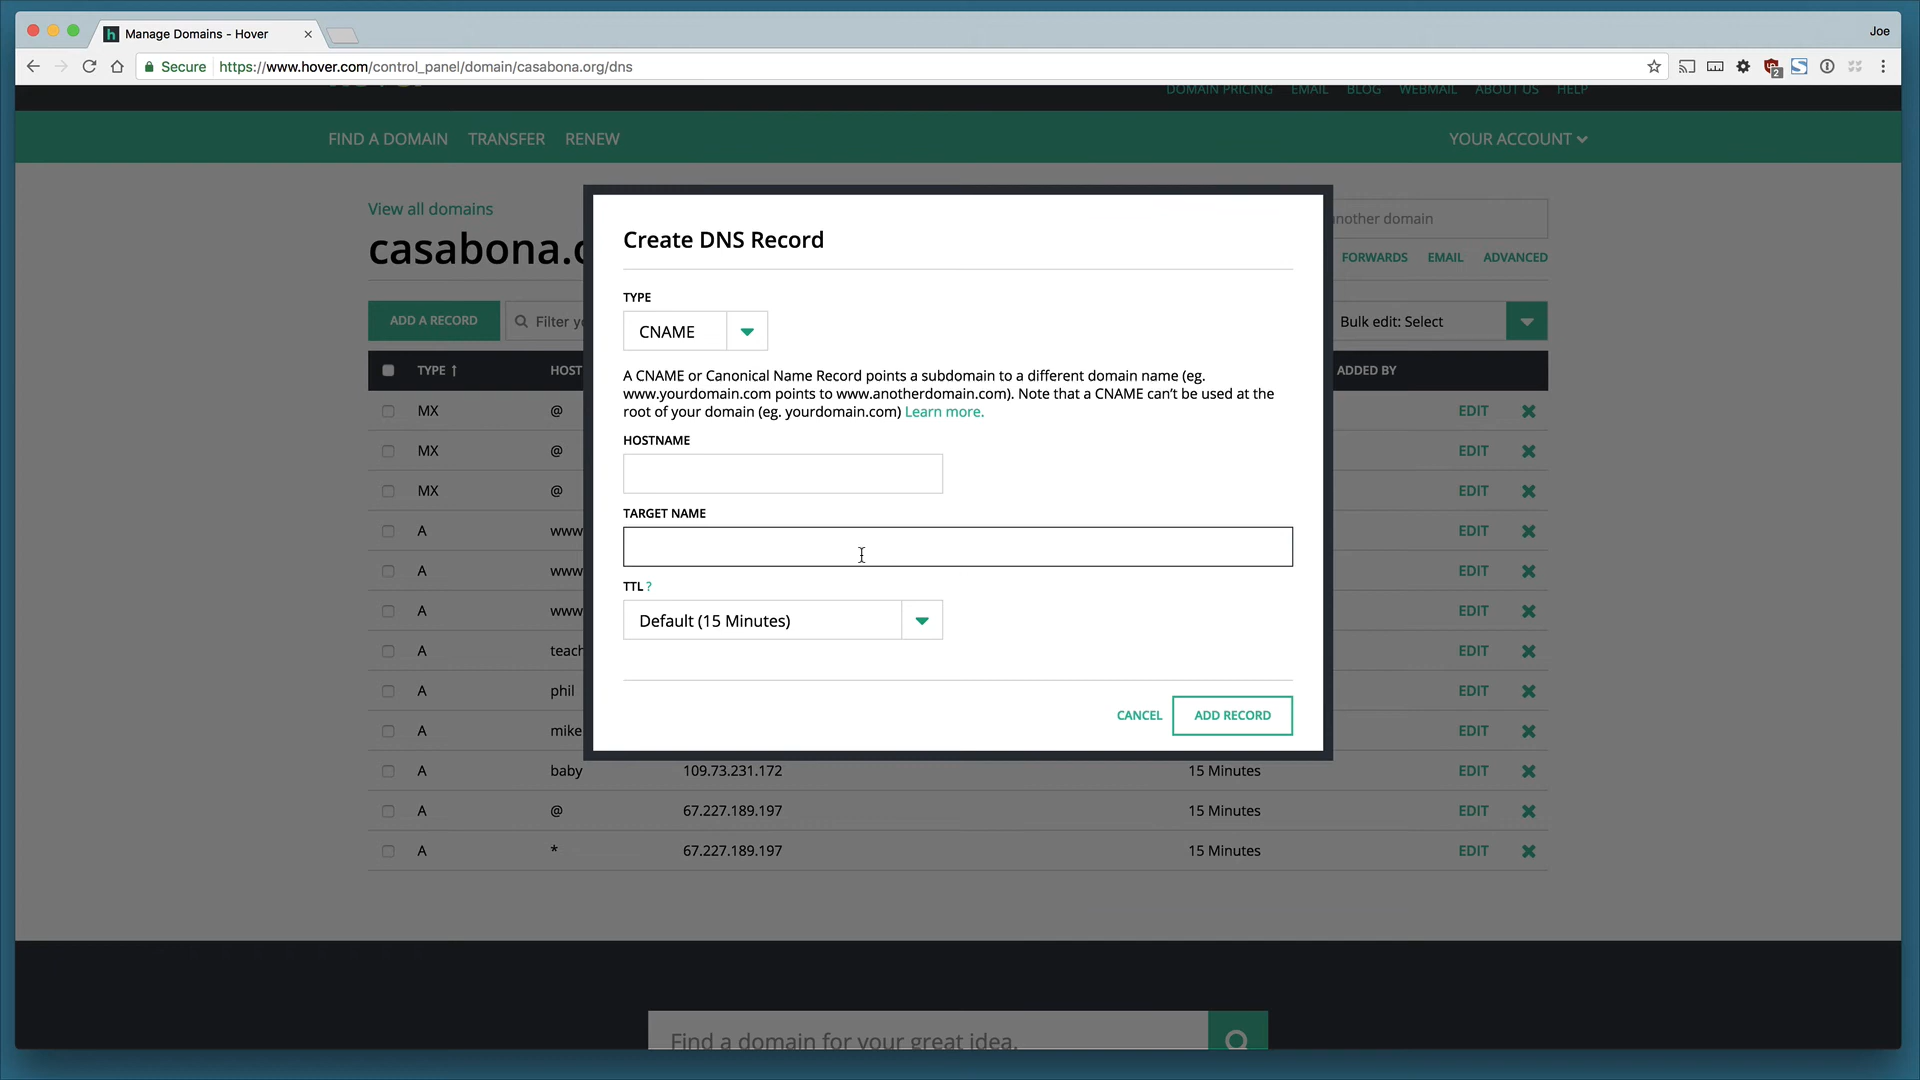 Manage Domains - Hover
Joe
Secure https://www.hover.com/control_panel/domain/casabona.org/dns
2
DOMAIN PRICING EMAIL BLOG WEBMAIL ABOUT US HELP
FIND A DOMAIN TRANSFER RENEW YOUR ACCOUNT
View all domains
another domain
casabona.o
FORWARDS EMAIL ADVANCED
ADD A RECORD Filter yo Bulk edit: Select
TYPE ↑ HOST ADDED BY
Create DNS Record
TYPE
CNAME
A CNAME or Canonical Name Record points a subdomain to a different domain name (eg.
www.yourdomain.com points to www.anotherdomain.com). Note that a CNAME can't be used at the
root of your domain (eg. yourdomain.com) Learn more.
HOSTNAME
TARGET NAME
TTL ?
Default (15 Minutes)
CANCEL ADD RECORD
MX @ EDIT
MX @ EDIT
MX @ EDIT
A www EDIT
A www EDIT
A www EDIT
A teach EDIT
A phil EDIT
A mike EDIT
A baby 109.73.231.172 15 Minutes EDIT
A @ 67.227.189.197 15 Minutes EDIT
A * 67.227.189.197 15 Minutes EDIT
Find a domain for your great idea.